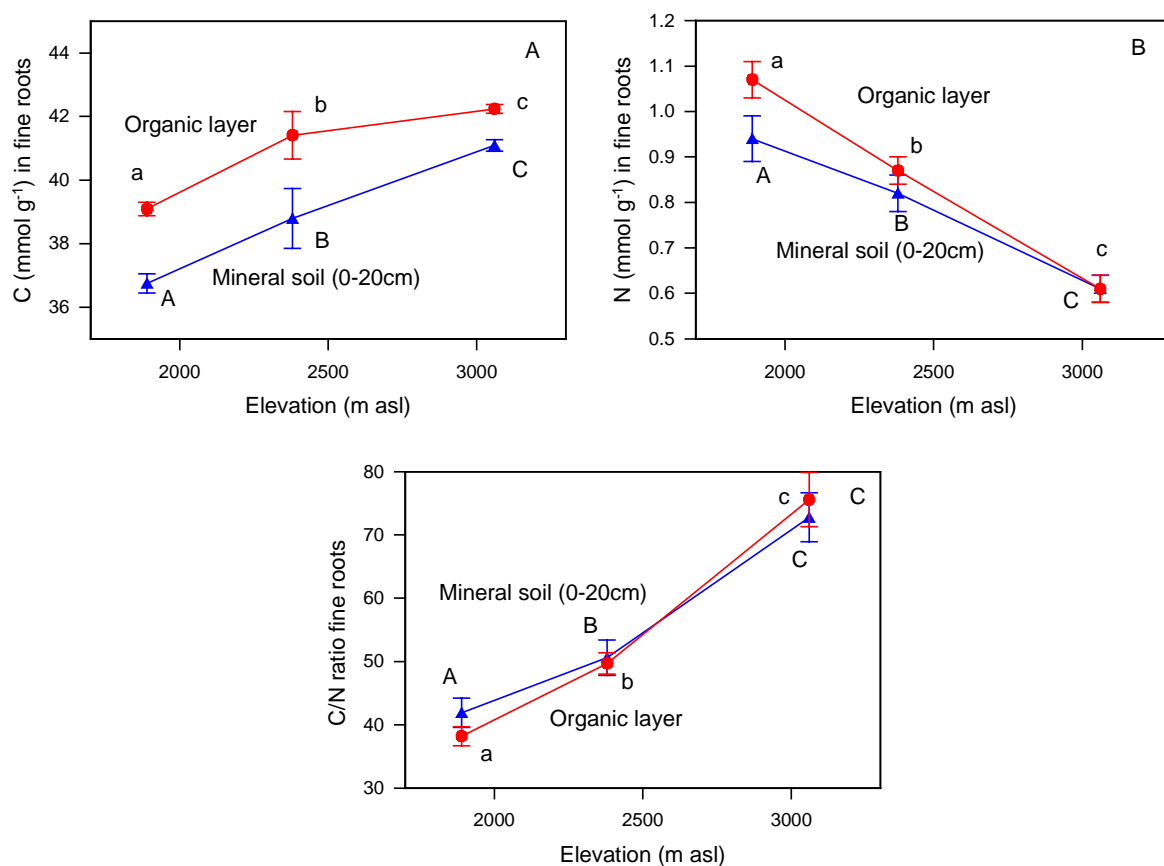 A
44
42
40
38
36
C (mmol g⁻¹) in fine roots
Organic layer
a
b
c
A
B
C
Mineral soil (0-20cm)
2000 2500 3000
Elevation (m asl)
B
1.2
1.1
1.0
0.9
0.8
0.7
0.6
0.5
N (mmol g⁻¹) in fine roots
a
Organic layer
b
A
B
Mineral soil (0-20cm)
c
C
2000 2500 3000
Elevation (m asl)
C
80
70
60
50
40
30
C/N ratio fine roots
c
C
Mineral soil (0-20cm)
B
A
b
Organic layer
a
2000 2500 3000
Elevation (m asl)